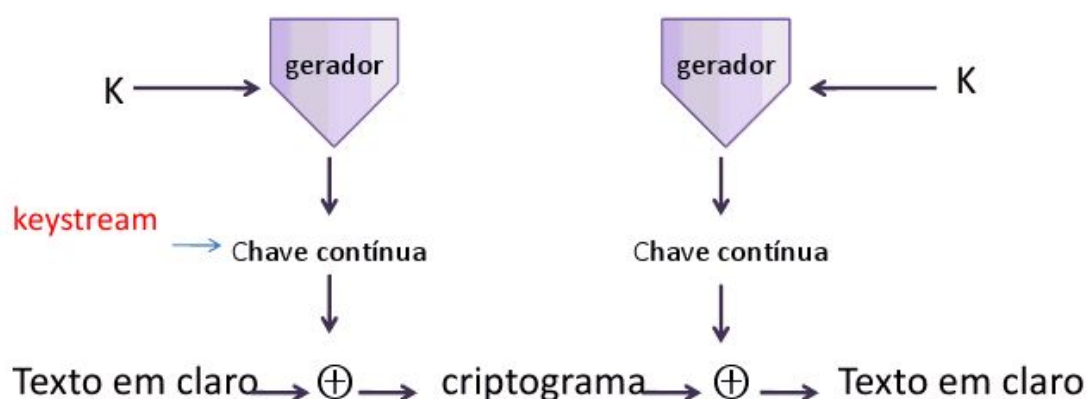 gerador gerador
K K
keystream
Chave contínua Chave contínua
Texto em claro ⊕ criptograma ⊕ Texto em claro